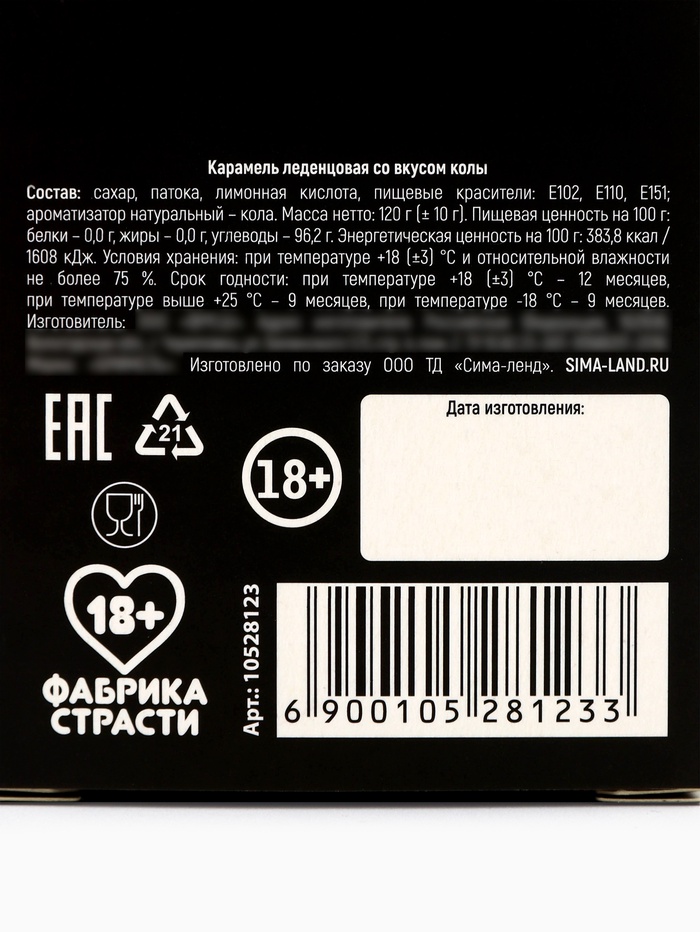 Карамель леденцовая со вкусом колы
Состав: сахар, патока, лимонная кислота, пищевые красители: Е102, Е110, Е151;
ароматизатор натуральный – кола. Масса нетто: 120 г (± 10 г). Пищевая ценность на 100 г:
белки – 0,0 г, жиры – 0,0 г, углеводы – 96,2 г. Энергетическая ценность на 100 г: 383,8 ккал /
1608 кДж. Условия хранения: при температуре +18 (±3) °С и относительной влажности
не более 75 %. Срок годности: при температуре +18 (±3) °С – 12 месяцев,
при температуре выше +25 °С – 9 месяцев, при температуре -18 °С – 9 месяцев.
Изготовитель:
Изготовлено по заказу ООО ТД «Сима-ленд». SIMA-LAND.RU
EAC
21
18+
Дата изготовления:
18+
ФАБРИКА
СТРАСТИ
Арт.: 10528123
6 900105 281233